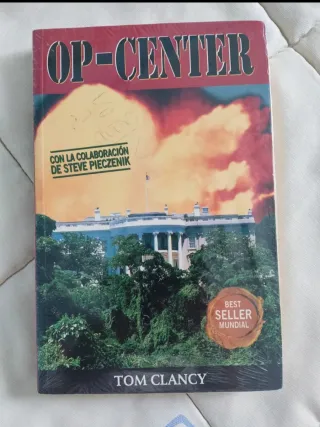 OP-CENTER
CON LA COLABORACIÓN
DE STEVE PIECZENIK
BEST
SELLER
MUNDIAL
TOM CLANCY